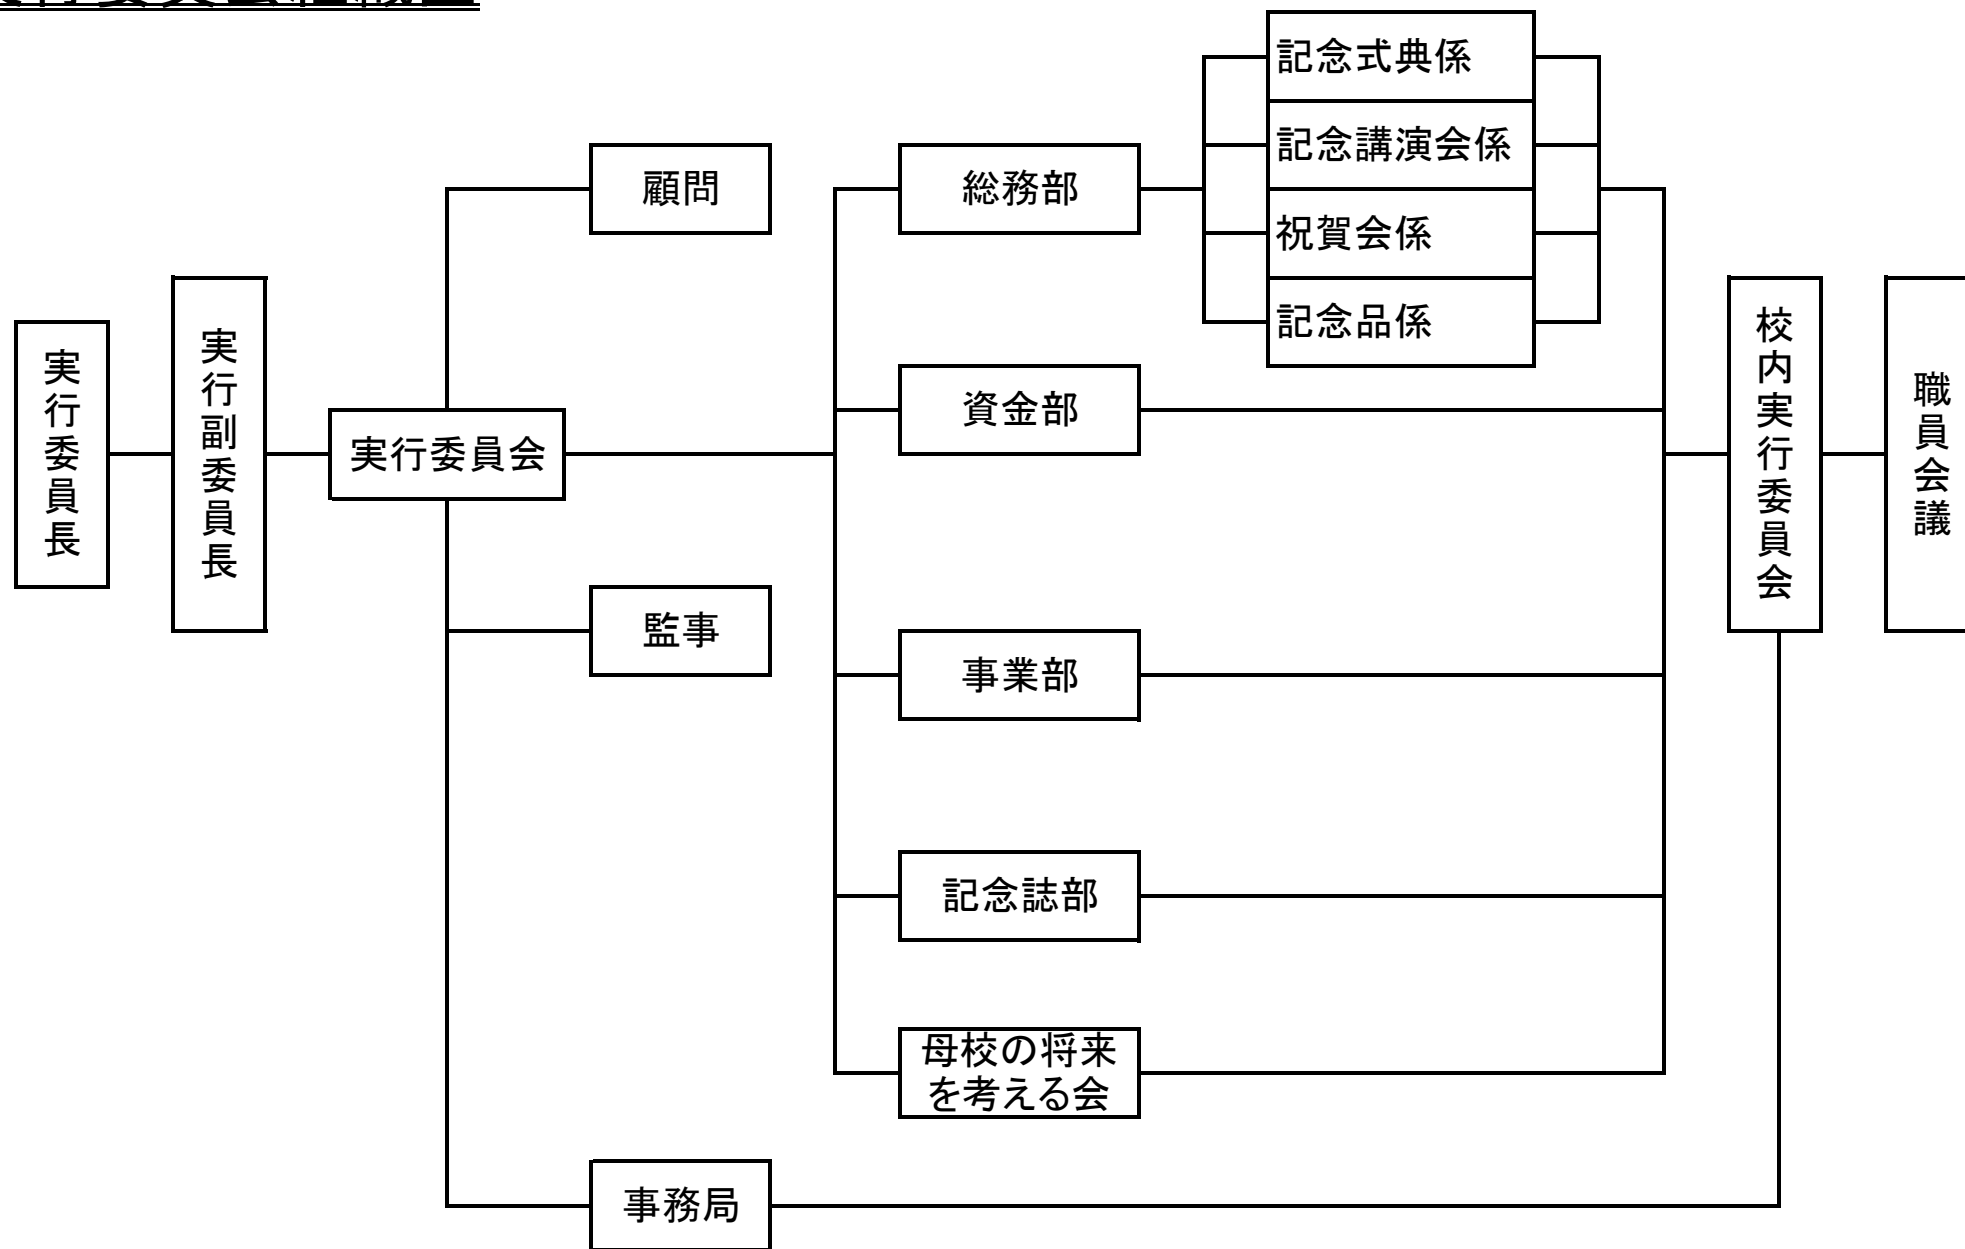 記念式典係
記念講演会係
祝賀会係
記念品係
顧問
総務部
実行委員長
実行副委員長
実行委員会
資金部
校内実行委員会
職員会議
監事
事業部
記念誌部
母校の将来
を考える会
事務局